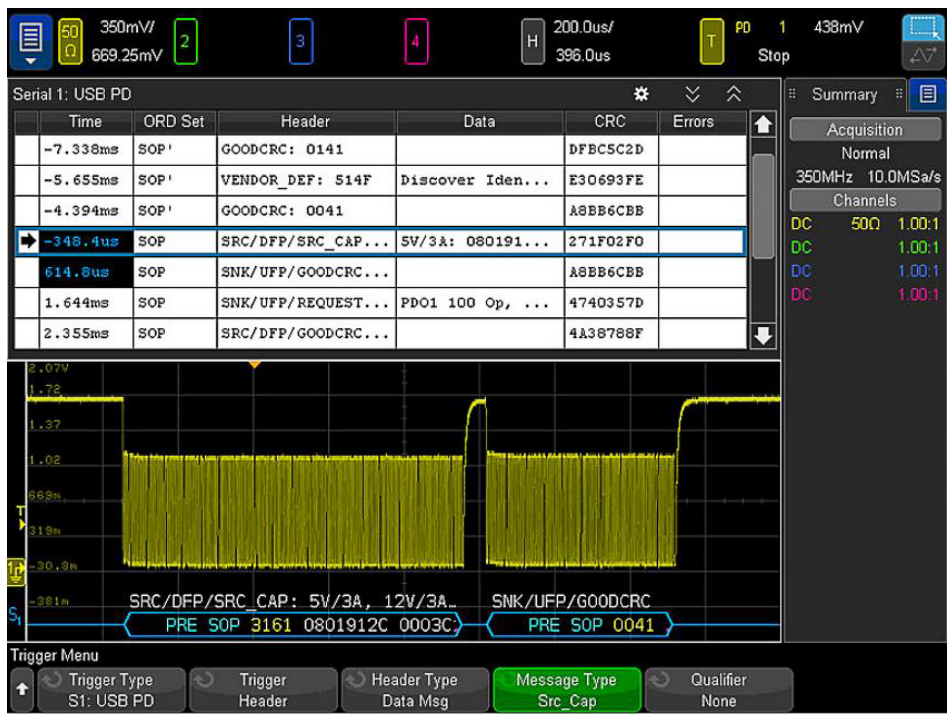 50Ω 350mV/ 669.25mV 2 3 4 H 200.0us/ 396.0us T PD 1 438mV Stop
Serial 1: USB PD
Time ORD Set Header Data CRC Errors
-7.338ms SOP' GOODCRC: 0141 DFBC5C2D
-5.655ms SOP' VENDOR_DEF: 514F Discover Iden... E30693FE
-4.394ms SOP' GOODCRC: 0041 A8BB6CBB
-348.4us SOP SRC/DFP/SRC_CAP... 5V/3A: 080191... 271F02F0
614.8us SOP SNK/UFP/GOODCRC... A8BB6CBB
1.644ms SOP SNK/UFP/REQUEST... PDO1 100 Op, ... 4740357D
2.355ms SOP SRC/DFP/GOODCRC... 4A38788F
Summary
Acquisition
Normal
350MHz 10.0MSa/s
Channels
DC 50Ω 1.00:1
DC 1.00:1
DC 1.00:1
DC 1.00:1
2.07V
1.72
1.37
1.02
669m
T
319m
-30.8m
-381m
SRC/DFP/SRC_CAP: 5V/3A, 12V/3A… SNK/UFP/GOODCRC
S1 PRE SOP 3161 0801912C 0003C PRE SOP 0041
Trigger Menu
Trigger Type Trigger Header Type Message Type Qualifier
S1: USB PD Header Data Msg Src_Cap None